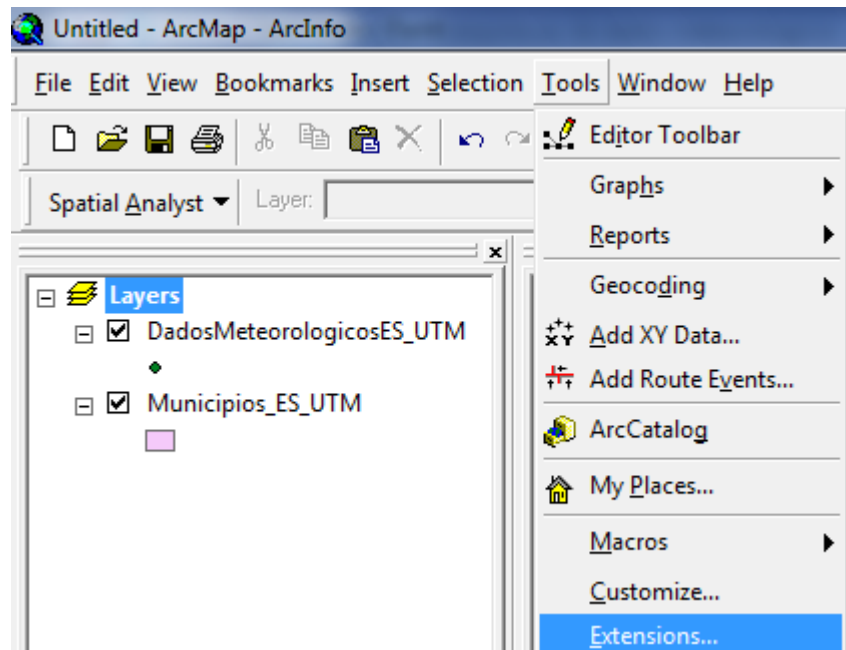 Untitled - ArcMap - ArcInfo
File Edit View Bookmarks Insert Selection Tools Window Help
Editor Toolbar
Graphs
Reports
Geocoding
Add XY Data...
Add Route Events...
ArcCatalog
My Places...
Macros
Customize...
Extensions...
Spatial Analyst Layer:
Layers
DadosMeteorologicosES_UTM
Municipios_ES_UTM